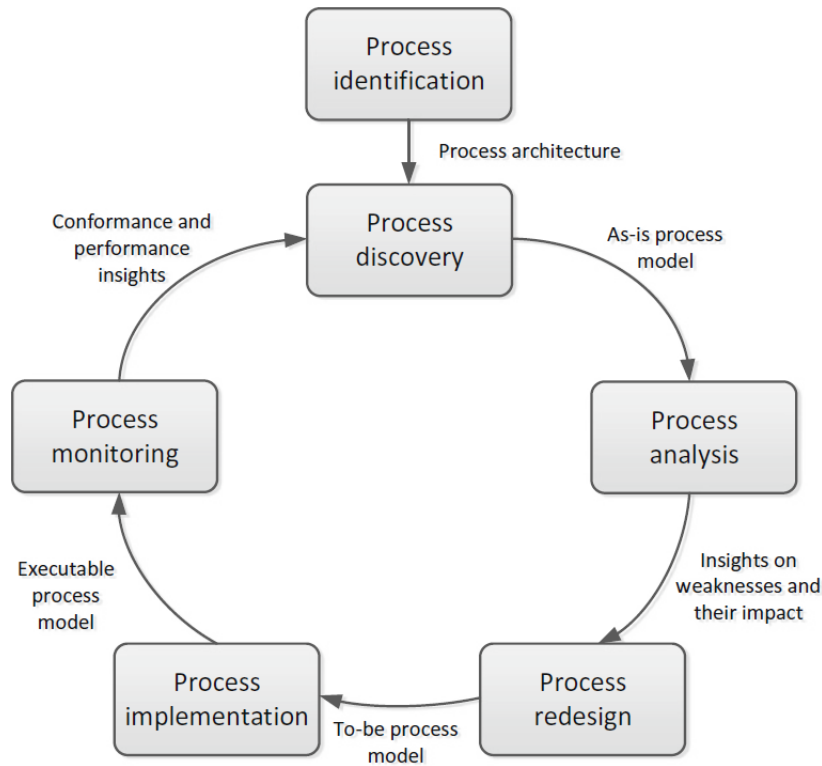 Process
identification
Process architecture
Process
discovery
As-is process
model
Process
analysis
Insights on
weaknesses and
their impact
Process
redesign
To-be process
model
Process
implementation
Executable
process
model
Process
monitoring
Conformance and
performance
insights